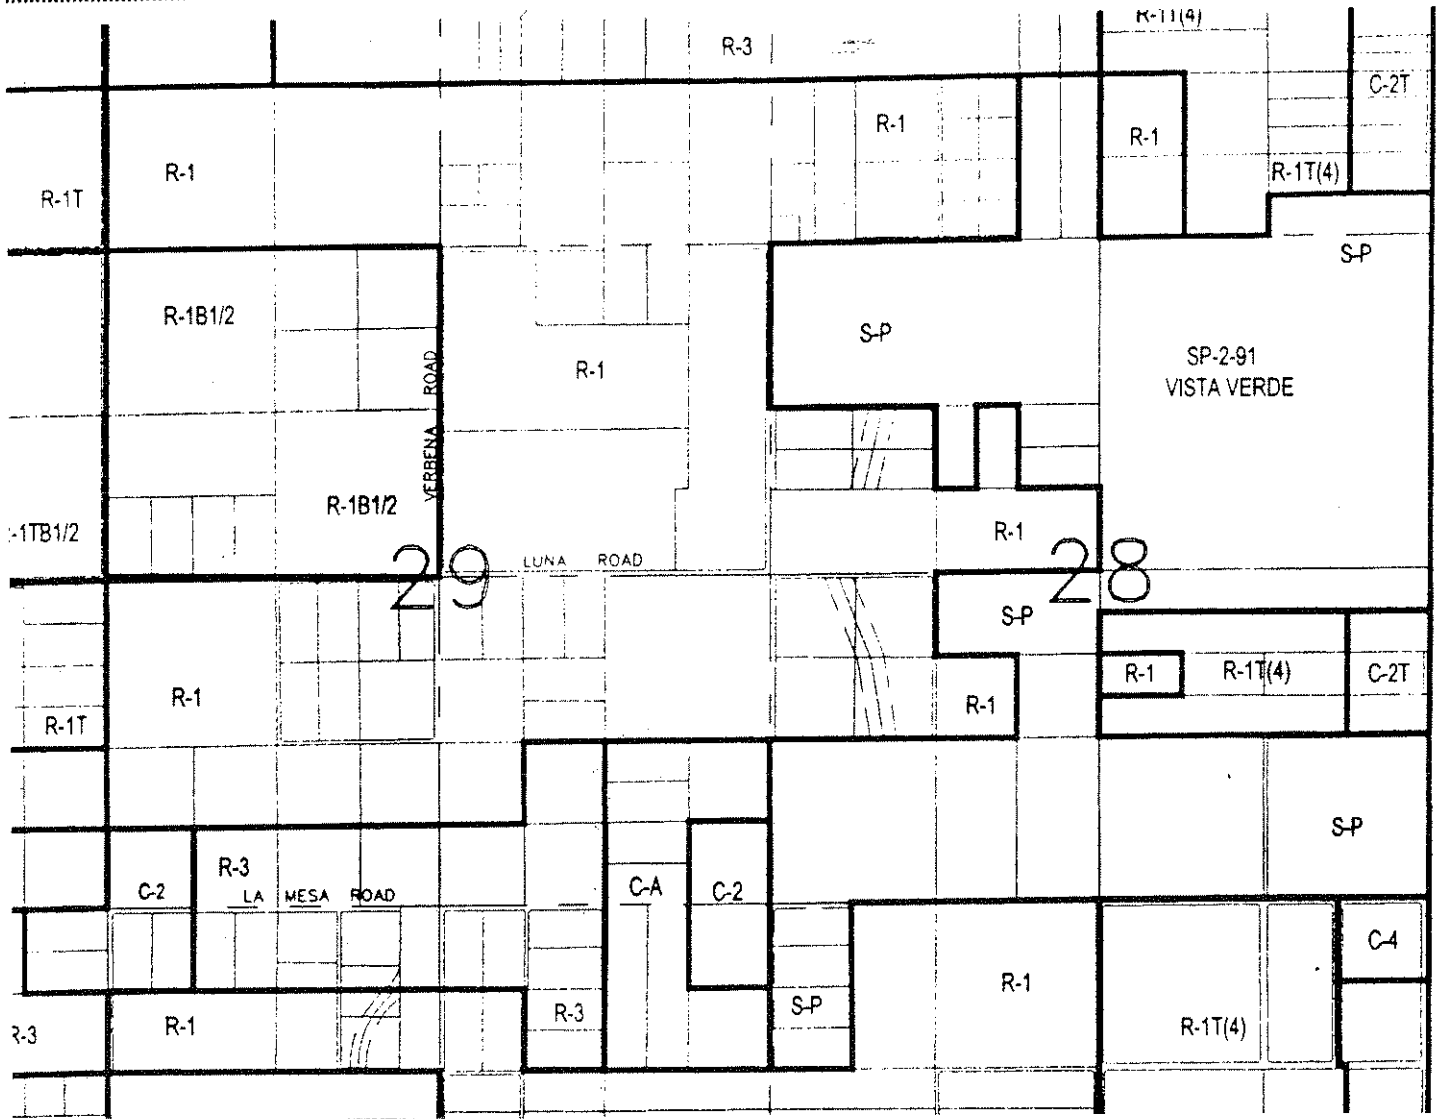 R-1T(4)
R-3
C-2T
R-1
R-1
R-1
R-1T(4)
R-1T
S-P
R-1B1/2
S-P
SP-2-91
VISTA VERDE
R-1
VERBENA ROAD
R-1B1/2
-1TB1/2
R-1
29
LUNA ROAD
28
S-P
R-1
R-1T(4)
C-2T
R-1
R-1
R-1T
S-P
R-3
C-2
C-A
C-2
LA MESA ROAD
C-4
R-1
S-P
R-3
R-1
R-1T(4)
R-3